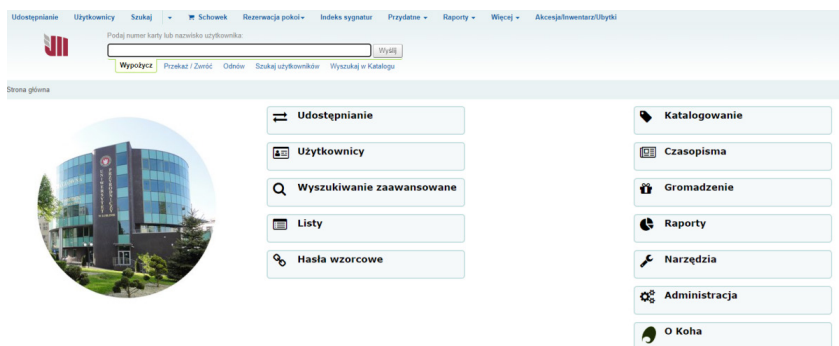 Udostępnianie Użytkownicy Szukaj Schowek Rezerwacja pokoi Indeks sygnatur Przydatne Raporty Więcej Akcesja/Inwentarz/Ubytki
Podaj numer karty lub nazwisko użytkownika:
Wyślij
Wypożycz Przekaż / Zwróć Odnów Szukaj użytkowników Wyszukaj w Katalogu
Strona główna
Udostępnianie
Użytkownicy
Wyszukiwanie zaawansowane
Listy
Hasła wzorcowe
Katalogowanie
Czasopisma
Gromadzenie
Raporty
Narzędzia
Administracja
O Koha